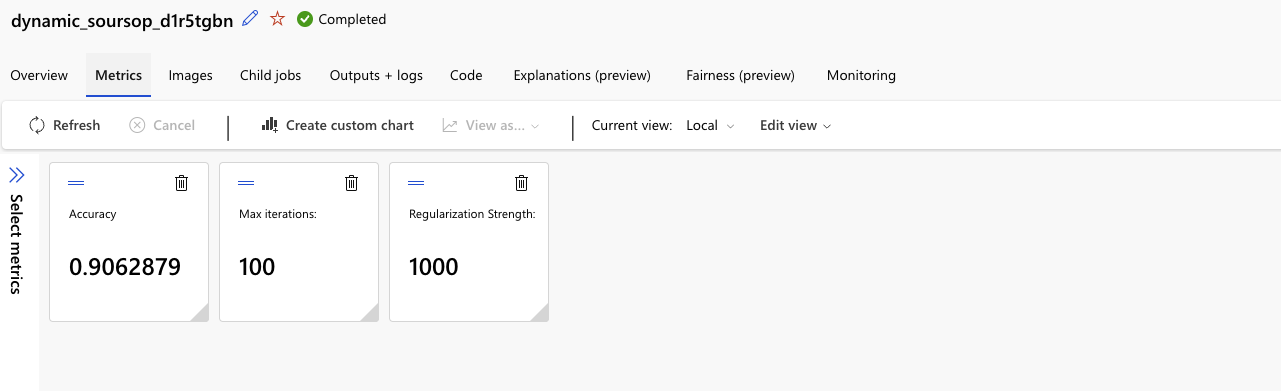 dynamic_soursop_d1r5tgbn Completed
Overview Metrics Images Child jobs Outputs + logs Code Explanations (preview) Fairness (preview) Monitoring
Refresh Cancel Create custom chart View as... Current view: Local Edit view
Select metrics
Accuracy
0.9062879
Max iterations:
100
Regularization Strength:
1000